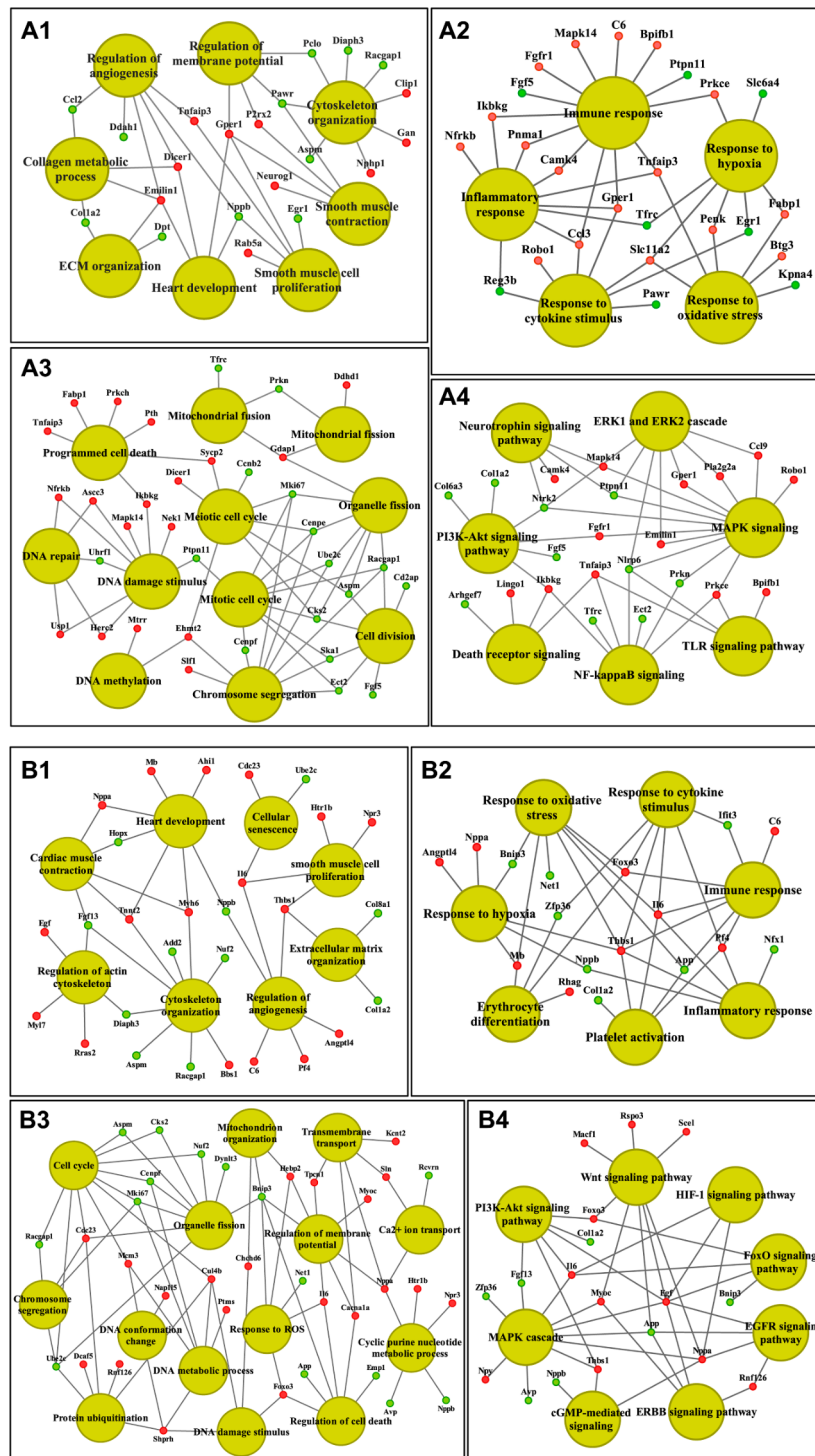 A1
Regulation of
angiogenesis
Regulation of
membrane potential
Pclo
Diaph3
Racgap1
Clip1
Ccl2
Ddah1
Tnfaip3
Pawr
P2rx2
Gper1
Cytoskeleton
organization
Gan
Collagen metabolic
process
Dicer1
Aspm
Nphp1
Emilin1
Neurog1
Col1a2
Nppb
Egr1
Smooth muscle
contraction
Dpt
Rab5a
ECM organization
Heart development
Smooth muscle cell
proliferation
A2
C6
Mapk14
Bpifb1
Fgfr1
Ptpn11
Fgf5
Prkce
Slc6a4
Ikbkg
Immune response
Nfrkb
Pnma1
Response to
hypoxia
Camk4
Tnfaip3
Inflammatory
response
Gper1
Fabp1
Tfrc
Penk
Egr1
Ccl3
Robo1
Slc11a2
Btg3
Reg3b
Kpna4
Response to
cytokine stimulus
Pawr
Response to
oxidative stress
A3
Tfrc
Prkch
Fabp1
Prkn
Ddhd1
Tnfaip3
Pth
Mitochondrial fusion
Mitochondrial fission
Programmed cell death
Sycp2
Gdap1
Dicer1
Ccnb2
Nfrkb
Ascc3
Ikbkg
Mki67
Organelle fission
Mapk14
Nek1
Meiotic cell cycle
Cenpe
DNA repair
Uhrf1
Ptpn11
Ube2c
Racgap1
DNA damage stimulus
Mitotic cell cycle
Aspm
Cd2ap
Cks2
Usp1
Herc2
Ehmt2
Cell division
Mtrr
Cenpf
Ska1
DNA methylation
Slf1
Ect2
Fgf5
Chromosome segregation
A4
Neurotrophin signaling
pathway
ERK1 and ERK2 cascade
Mapk14
Ccl9
Camk4
Gper1
Pla2g2a
Robo1
Col6a3
Col1a2
Ptpn11
Ntrk2
MAPK signaling
PI3K-Akt signaling
pathway
Fgfr1
Emilin1
Fgf5
Nlrp6
Tnfaip3
Prkn
Arhgef7
Lingo1
Ikbkg
Prkce
Bpifb1
Tfrc
Ect2
Death receptor signaling
TLR signaling pathway
NF-kappaB signaling
B1
Mb
Ahi1
Cdc23
Ube2c
Nppa
Heart development
Cellular
senescence
Htr1b
Npr3
Hopx
Cardiac muscle
contraction
smooth muscle cell
proliferation
Il6
Tnnt2
Myh6
Nppb
Thbs1
Col8a1
Fgf13
Egf
Add2
Nuf2
Extracellular matrix
organization
Regulation of actin
cytoskeleton
Cytoskeleton
organization
Regulation of
angiogenesis
Col1a2
Diaph3
Myl7
Angptl4
Rras2
Aspm
Racgap1
Bbs1
C6
Pf4
B2
Response to oxidative
stress
Response to cytokine
stimulus
Ifit3
C6
Nppa
Angptl4
Bnip3
Foxo3
Net1
Immune response
Zfp36
Il6
Response to hypoxia
Thbs1
Pf4
Nfx1
Mb
Nppb
App
Rhag
Col1a2
Erythrocyte
differentiation
Inflammatory response
Platelet activation
B3
Aspm
Cks2
Mitochondrion
organization
Transmembrane
transport
Kcnt2
Nuf2
Cell cycle
Dynlt3
Hebp2
Tpcn1
Sln
Rcvrn
Cenpf
Mki67
Bnip3
Myoc
Organelle fission
Regulation of membrane
potential
Ca2+ ion transport
Racgap1
Cdc23
Mcm3
Chchd6
Cul4b
Nppa
Net1
Htr1b
Napll5
Ptms
Il6
Npr3
Chromosome
segregation
Cacna1a
DNA conformation
change
Response to ROS
Cyclic purine nucleotide
metabolic process
Ube2c
Dcaf5
Rnf126
DNA metabolic process
App
Emp1
Foxo3
Avp
Nppb
Protein ubiquitination
Shprh
DNA damage stimulus
Regulation of cell death
B4
Rspo3
Macf1
Scel
Wnt signaling pathway
HIF-1 signaling pathway
PI3K-Akt signaling
pathway
Foxo3
Col1a2
FoxO signaling
pathway
Zfp36
Fgf13
Il6
Myoc
Egf
Bnip3
MAPK cascade
App
EGFR signaling
pathway
Npy
Avp
Nppb
Thbs1
Nppa
Rnf126
cGMP-mediated
signaling
ERBB signaling pathway